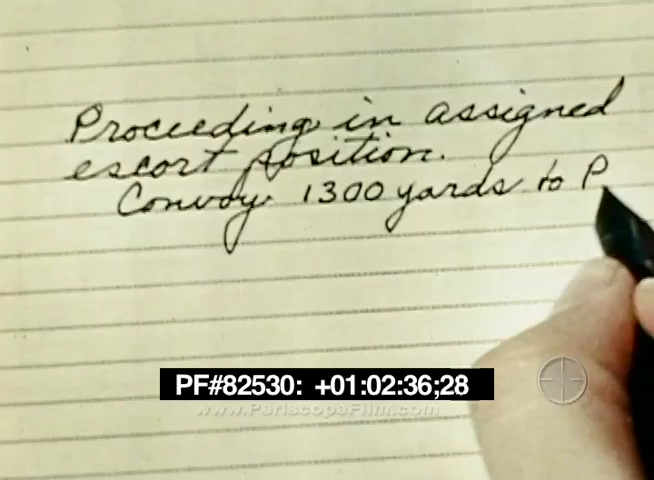 Proceeding in assigned
escort position.
Convoy 1300 yards to P
PF#82530: +01:02:36;28
www.PeriscopeFilm.com